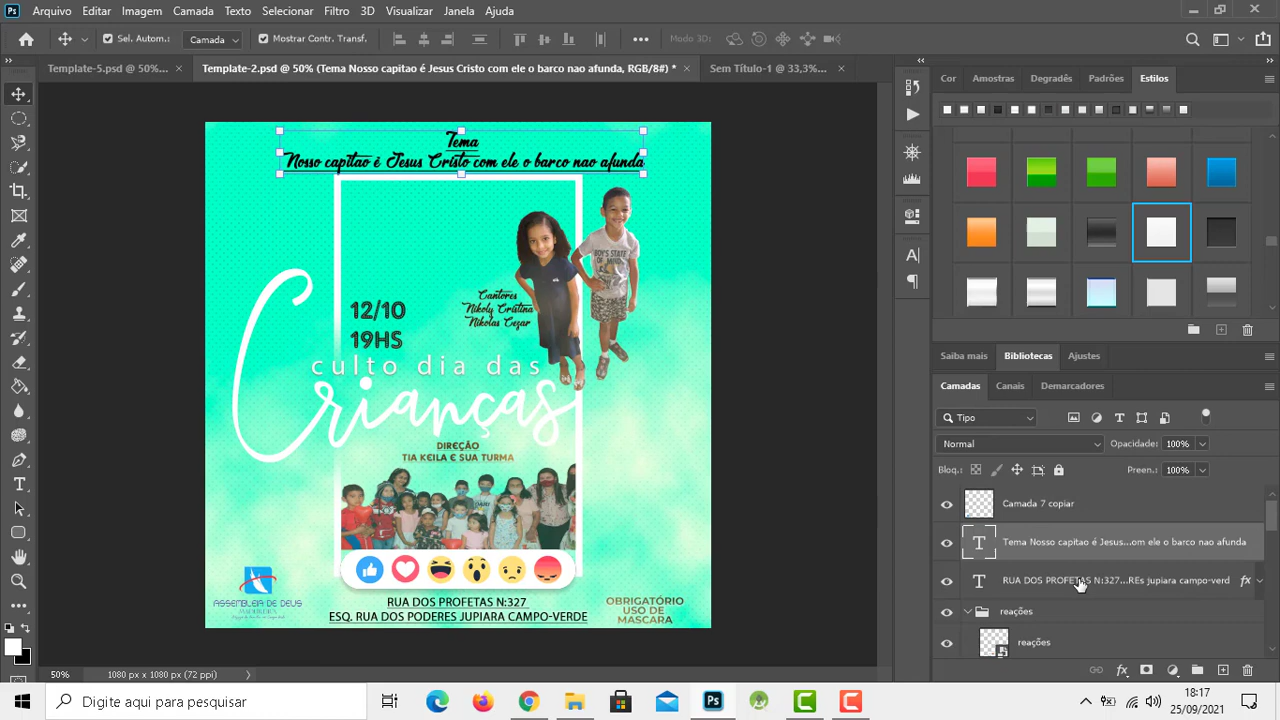 Ps Arquivo Editar Imagem Camada Texto Selecionar Filtro 3D Visualizar Janela Ajuda
Sel. Autom.: Camada Mostrar Contr. Transf. Modo 3D:
Template-5.psd @ 50%... × Template-2.psd @ 50% (Tema Nosso capitao é Jesus Cristo com ele o barco nao afunda, RGB/8#) * × Sem Título-1 @ 33,3%... ×
Cor Amostras Degradês Padrões Estilos
Tema
Nosso capitao é Jesus Cristo com ele o barco nao afunda
BOY'S STATE
OF MIND
Cantores
Nikoly Cristina
Nikolas Cezar
12/10
19HS
culto dia das
Crianças
DIREÇÃO
TIA KEILA E SUA TURMA
ASSEMBLEIA DE DEUS
MADUREIRA
RUA DOS PROFETAS N:327
ESQ. RUA DOS PODERES JUPIARA CAMPO-VERDE
OBRIGATÓRIO
USO DE
MASCARA
Saiba mais Bibliotecas Ajustes
Camadas Canais Demarcadores
Tipo
Normal Opacidade: 100%
Bloq.: Preen.: 100%
Camada 7 copiar
T Tema Nosso capitao é Jesus...om ele o barco nao afunda
T RUA DOS PROFETAS N:327...REs jupiara campo-verd fx
reações
reações
50% 1080 px x 1080 px (72 ppi)
Digite aqui para pesquisar
18:17
25/09/2021